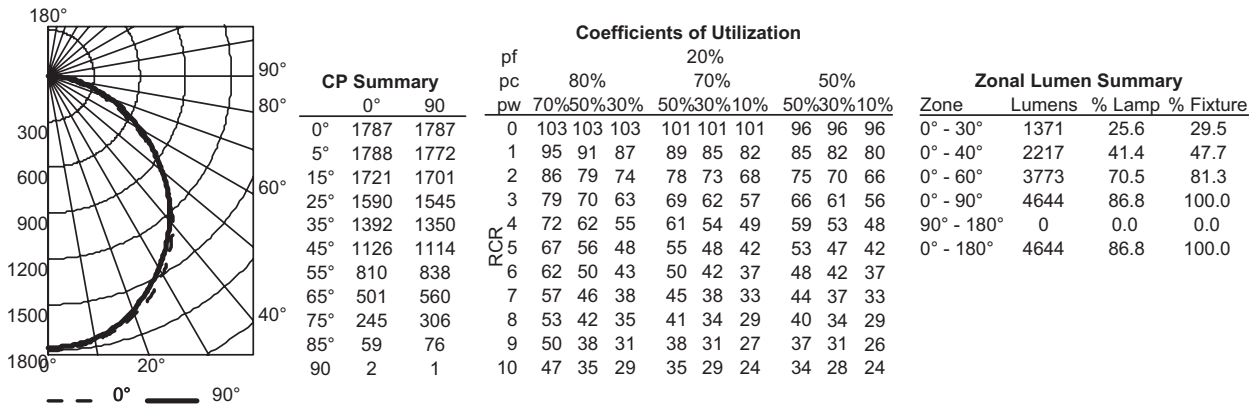 180°
90°
80°
60°
40°
300
600
900
1200
1500
1800
0°
20°
0° 90°
CP Summary
0° 90
0° 1787 1787
5° 1788 1772
15° 1721 1701
25° 1590 1545
35° 1392 1350
45° 1126 1114
55° 810 838
65° 501 560
75° 245 306
85° 59 76
90 2 1
Coefficients of Utilization
pf 20%
pc 80% 70% 50%
pw 70%50%30% 50%30%10% 50%30%10%
RCR
0 103 103 103 101 101 101 96 96 96
1 95 91 87 89 85 82 85 82 80
2 86 79 74 78 73 68 75 70 66
3 79 70 63 69 62 57 66 61 56
4 72 62 55 61 54 49 59 53 48
5 67 56 48 55 48 42 53 47 42
6 62 50 43 50 42 37 48 42 37
7 57 46 38 45 38 33 44 37 33
8 53 42 35 41 34 29 40 34 29
9 50 38 31 38 31 27 37 31 26
10 47 35 29 35 29 24 34 28 24
Zonal Lumen Summary
Zone Lumens % Lamp % Fixture
0° - 30° 1371 25.6 29.5
0° - 40° 2217 41.4 47.7
0° - 60° 3773 70.5 81.3
0° - 90° 4644 86.8 100.0
90° - 180° 0 0.0 0.0
0° - 180° 4644 86.8 100.0